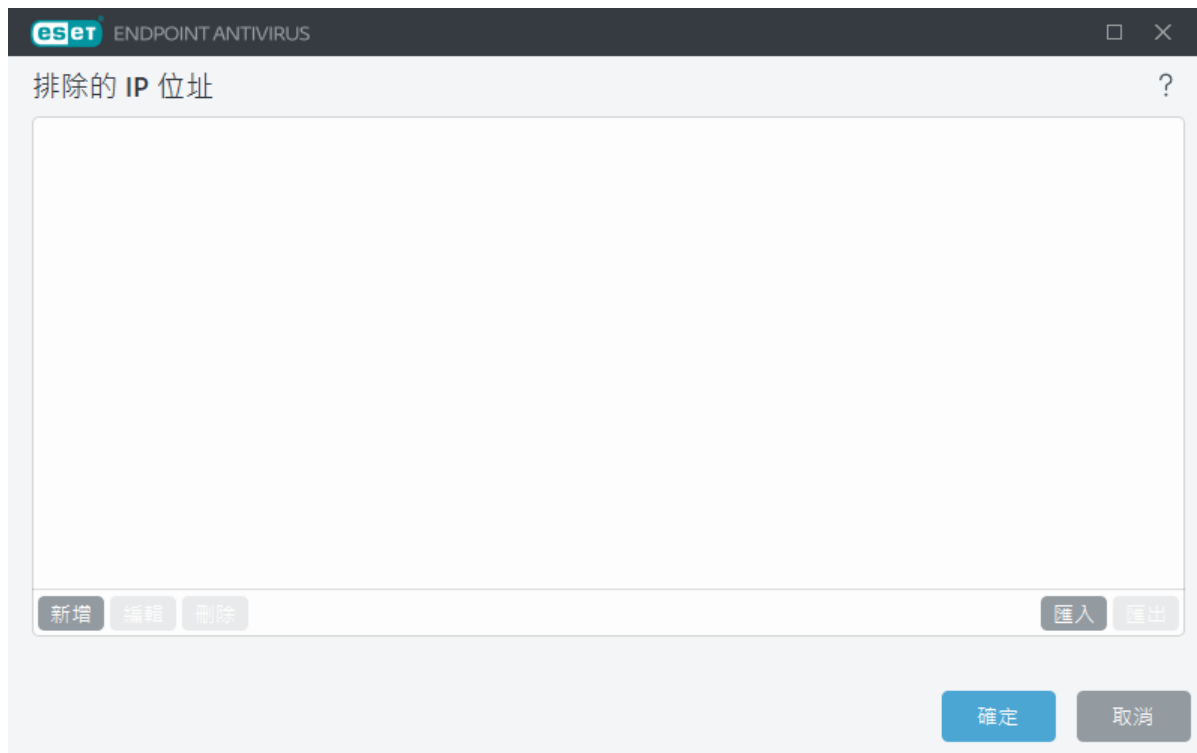 eset ENDPOINT ANTIVIRUS
排除的 IP 位址
?
新增 編輯 刪除 匯入 匯出
確定 取消